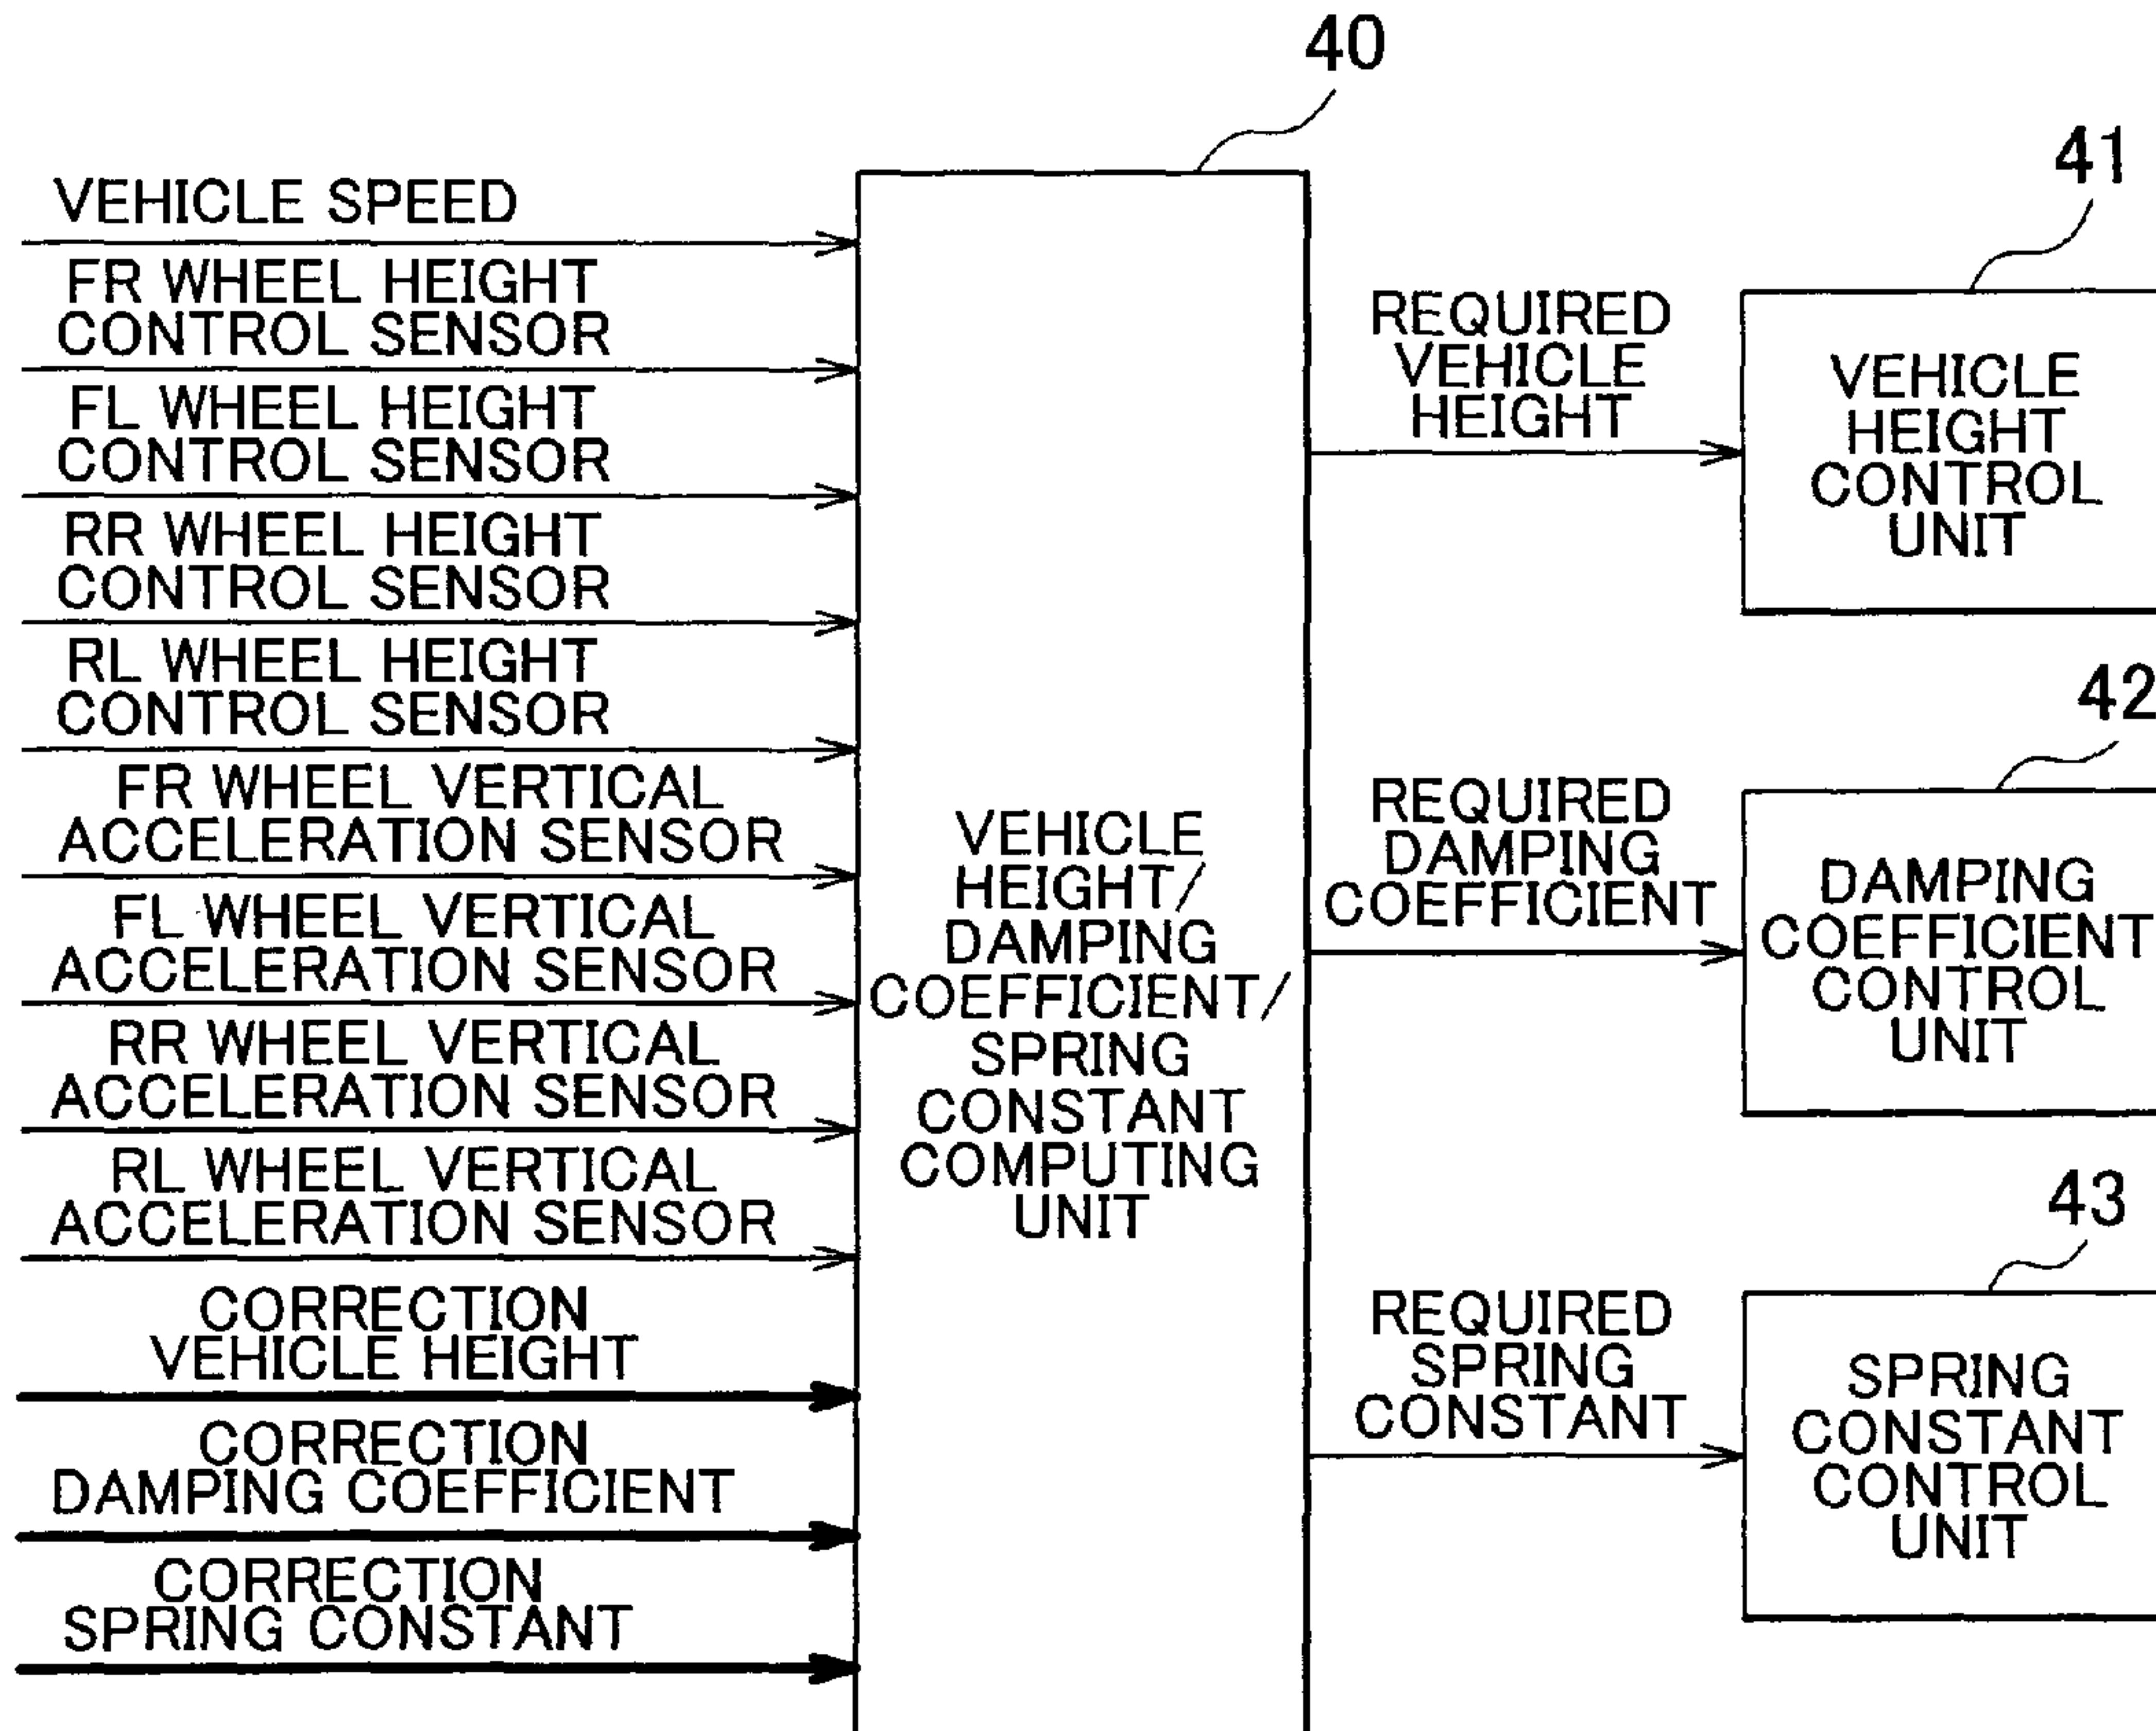 40
41
VEHICLE SPEED
FR WHEEL HEIGHT
CONTROL SENSOR
FL WHEEL HEIGHT
CONTROL SENSOR
RR WHEEL HEIGHT
CONTROL SENSOR
RL WHEEL HEIGHT
CONTROL SENSOR
FR WHEEL VERTICAL
ACCELERATION SENSOR
FL WHEEL VERTICAL
ACCELERATION SENSOR
RR WHEEL VERTICAL
ACCELERATION SENSOR
RL WHEEL VERTICAL
ACCELERATION SENSOR
CORRECTION
VEHICLE HEIGHT
CORRECTION
DAMPING COEFFICIENT
CORRECTION
SPRING CONSTANT
VEHICLE
HEIGHT/
DAMPING
COEFFICIENT/
SPRING
CONSTANT
COMPUTING
UNIT
REQUIRED
VEHICLE
HEIGHT
VEHICLE
HEIGHT
CONTROL
UNIT
42
REQUIRED
DAMPING
COEFFICIENT
DAMPING
COEFFICIENT
CONTROL
UNIT
43
REQUIRED
SPRING
CONSTANT
SPRING
CONSTANT
CONTROL
UNIT